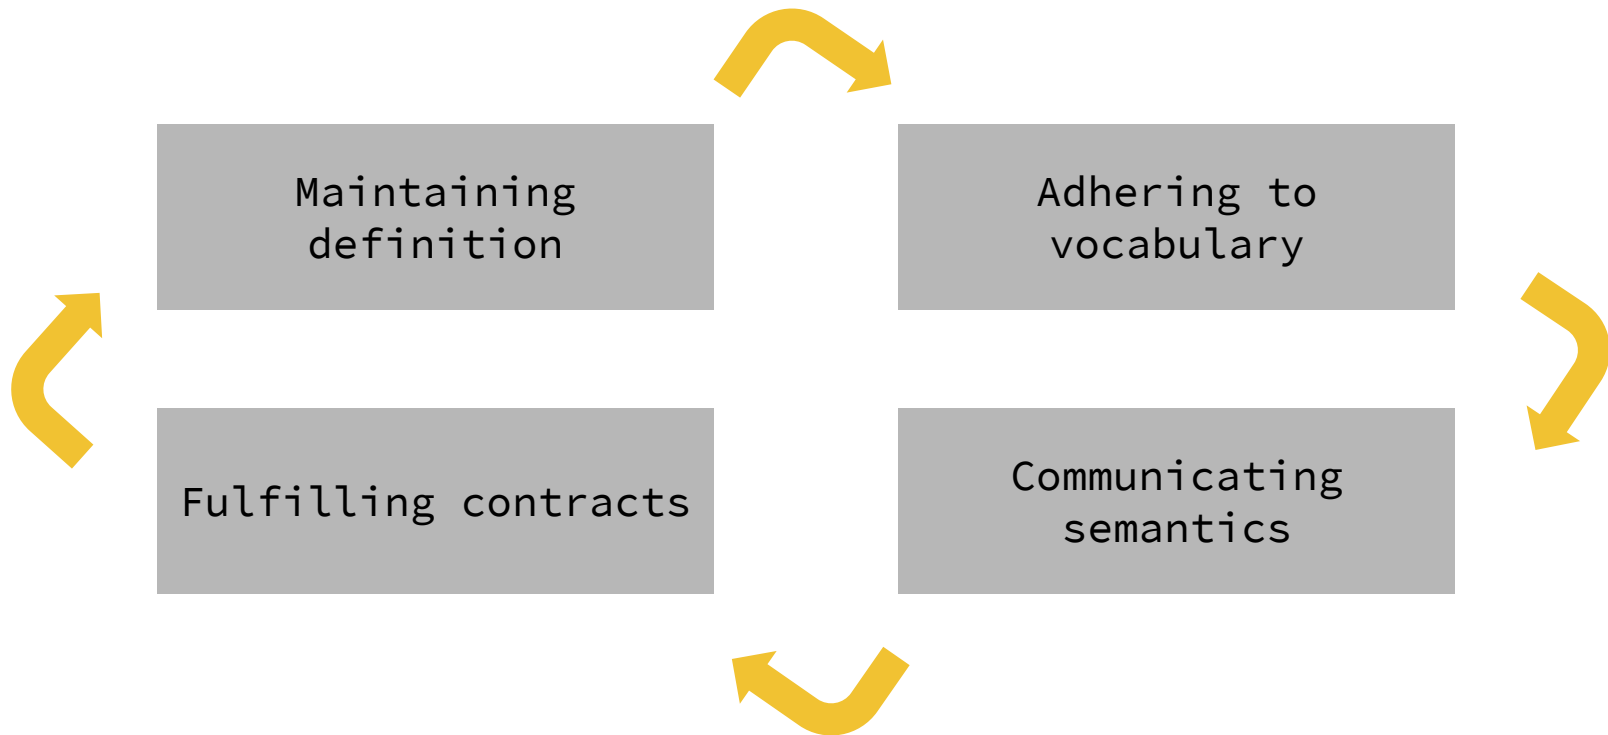 Maintaining
definition
Adhering to
vocabulary
Fulfilling contracts
Communicating
semantics